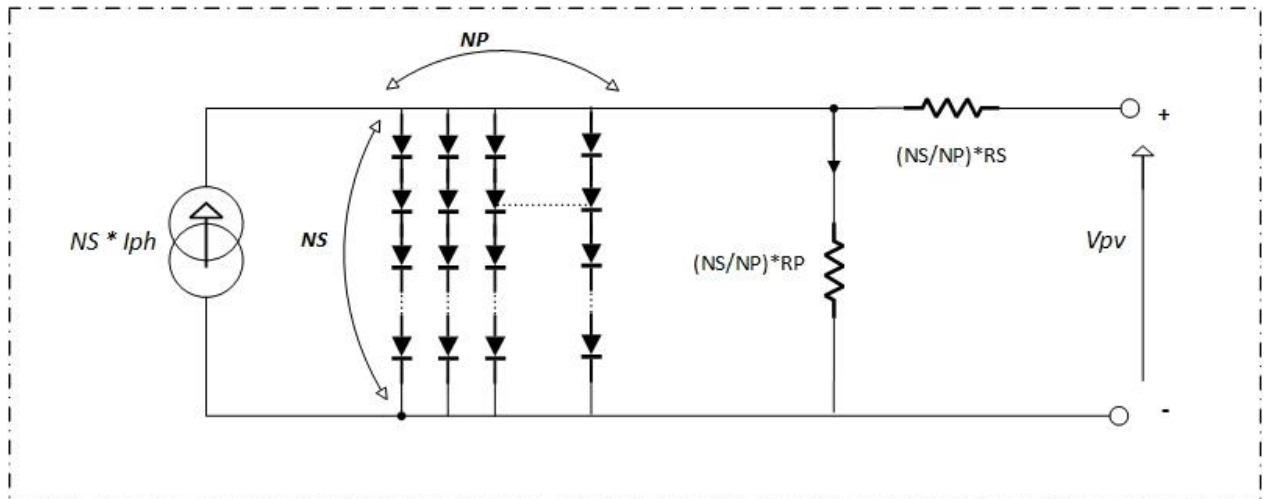 NP
+
(NS/NP)*RS
NS * Iph
NS
(NS/NP)*RP
Vpv
-